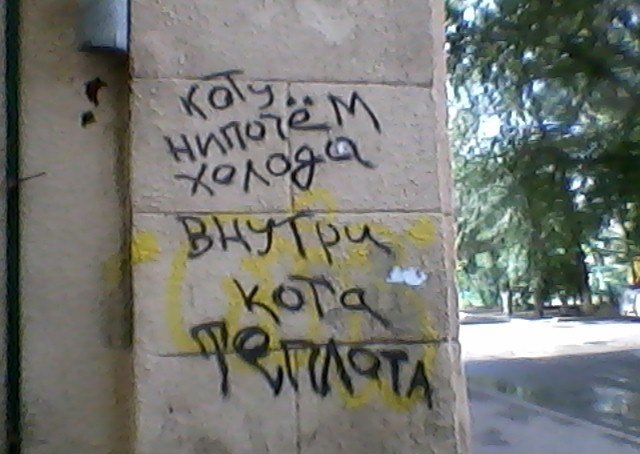 коту
нипочём
холода
внутри
кота
теплота